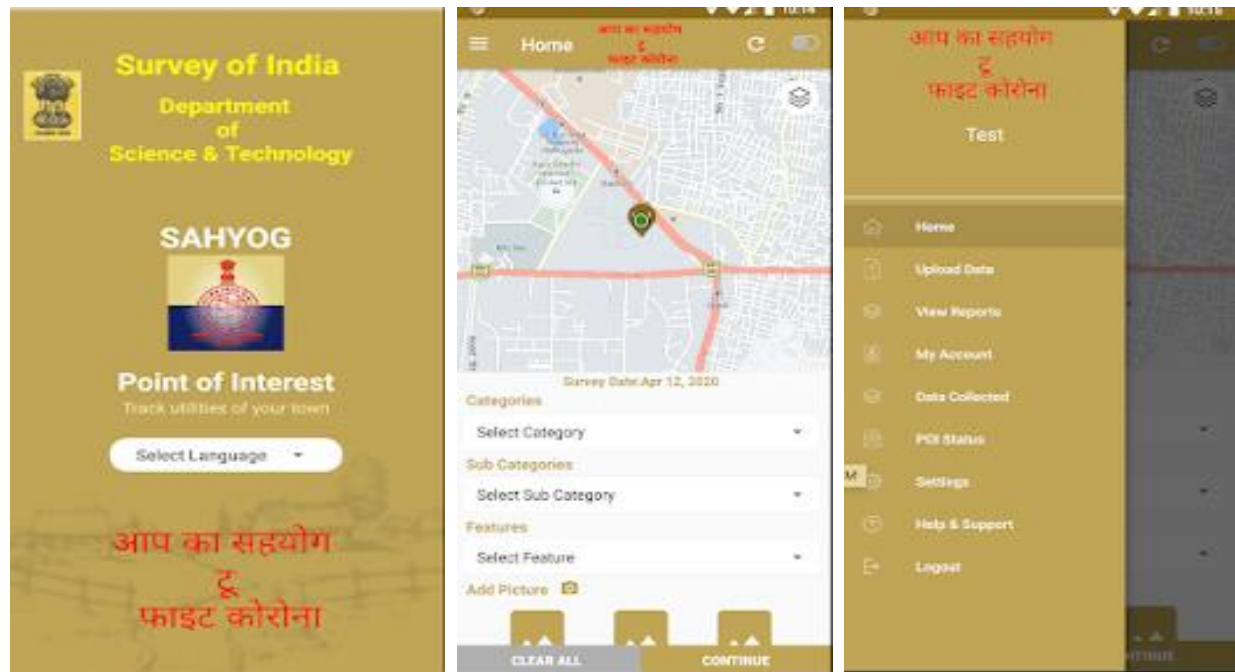 Survey of India
Department
of
Science & Technology
SAHYOG
Point of Interest
Track utilities of your town
Select Language
आप का सहयोग
टू
फाइट कोरोना
Home
आप का सहयोग
टू
फाइट कोरोना
Survey Date:Apr 12, 2020
Categories
Select Category
Sub Categories
Select Sub Category
Features
Select Feature
Add Picture
CLEAR ALL
CONTINUE
आप का सहयोग
टू
फाइट कोरोना
Test
Home
Upload Data
View Reports
My Account
Data Collected
POI Status
Settings
Help & Support
Logout